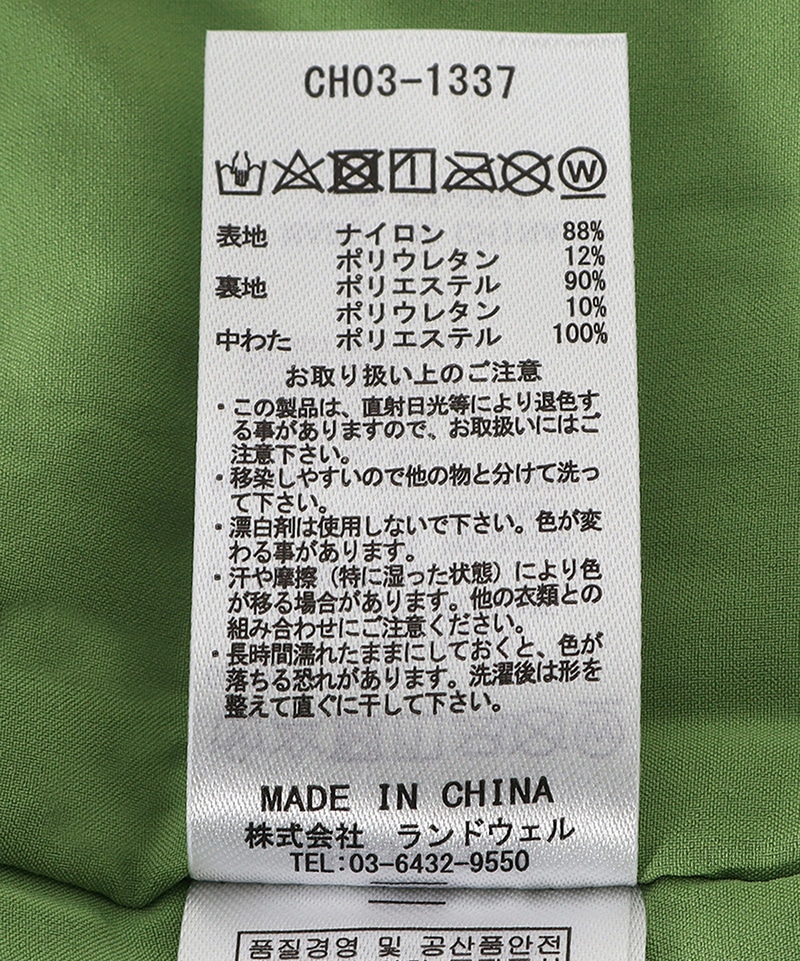 CH03-1337
W
表地 ナイロン 88%
ポリウレタン 12%
裏地 ポリエステル 90%
ポリウレタン 10%
中わた ポリエステル 100%
お取り扱い上のご注意
・この製品は、直射日光等により退色す
る事がありますので、お取扱いにはご
注意下さい。
・移染しやすいので他の物と分けて洗っ
て下さい。
・漂白剤は使用しないで下さい。色が変
わる事があります。
・汗や摩擦（特に湿った状態）により色
が移る場合があります。他の衣類との
組み合わせにご注意ください。
・長時間濡れたままにしておくと、色が
落ちる恐れがあります。洗濯後は形を
整えて直ぐに干して下さい。
MADE IN CHINA
株式会社 ランドウェル
TEL:03-6432-9550
품질경영 및 공산품안전